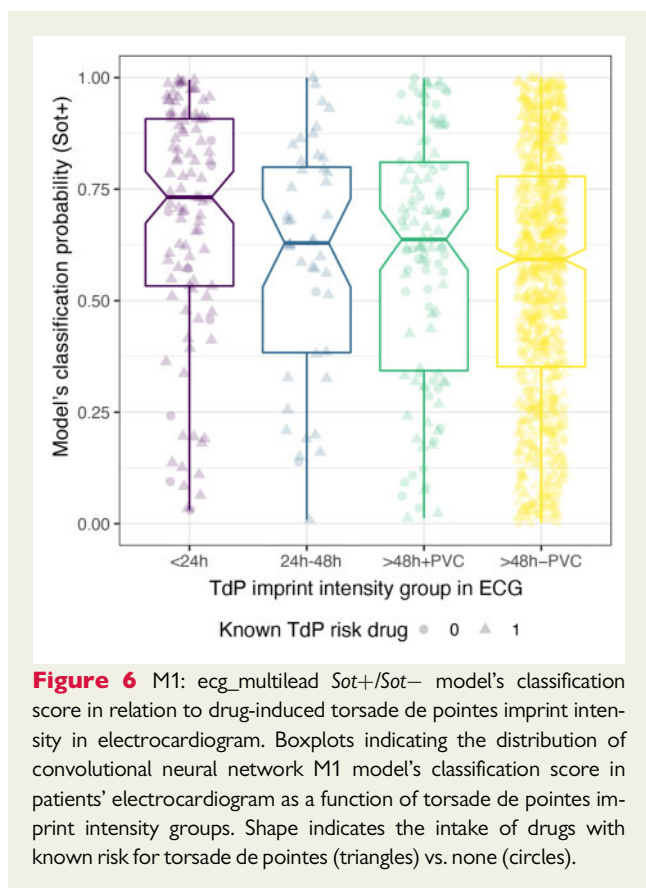 Model's classification probability (Sot+)
1.00
0.75
0.50
0.25
0.00
<24h
24h-48h
>48h+PVC
>48h−PVC
TdP imprint intensity group in ECG
Known TdP risk drug 0 1
Figure 6 M1: ecg_multilead Sot+/Sot− model's classification
score in relation to drug-induced torsade de pointes imprint inten-
sity in electrocardiogram. Boxplots indicating the distribution of
convolutional neural network M1 model's classification score in
patients' electrocardiogram as a function of torsade de pointes im-
print intensity groups. Shape indicates the intake of drugs with
known risk for torsade de pointes (triangles) vs. none (circles).